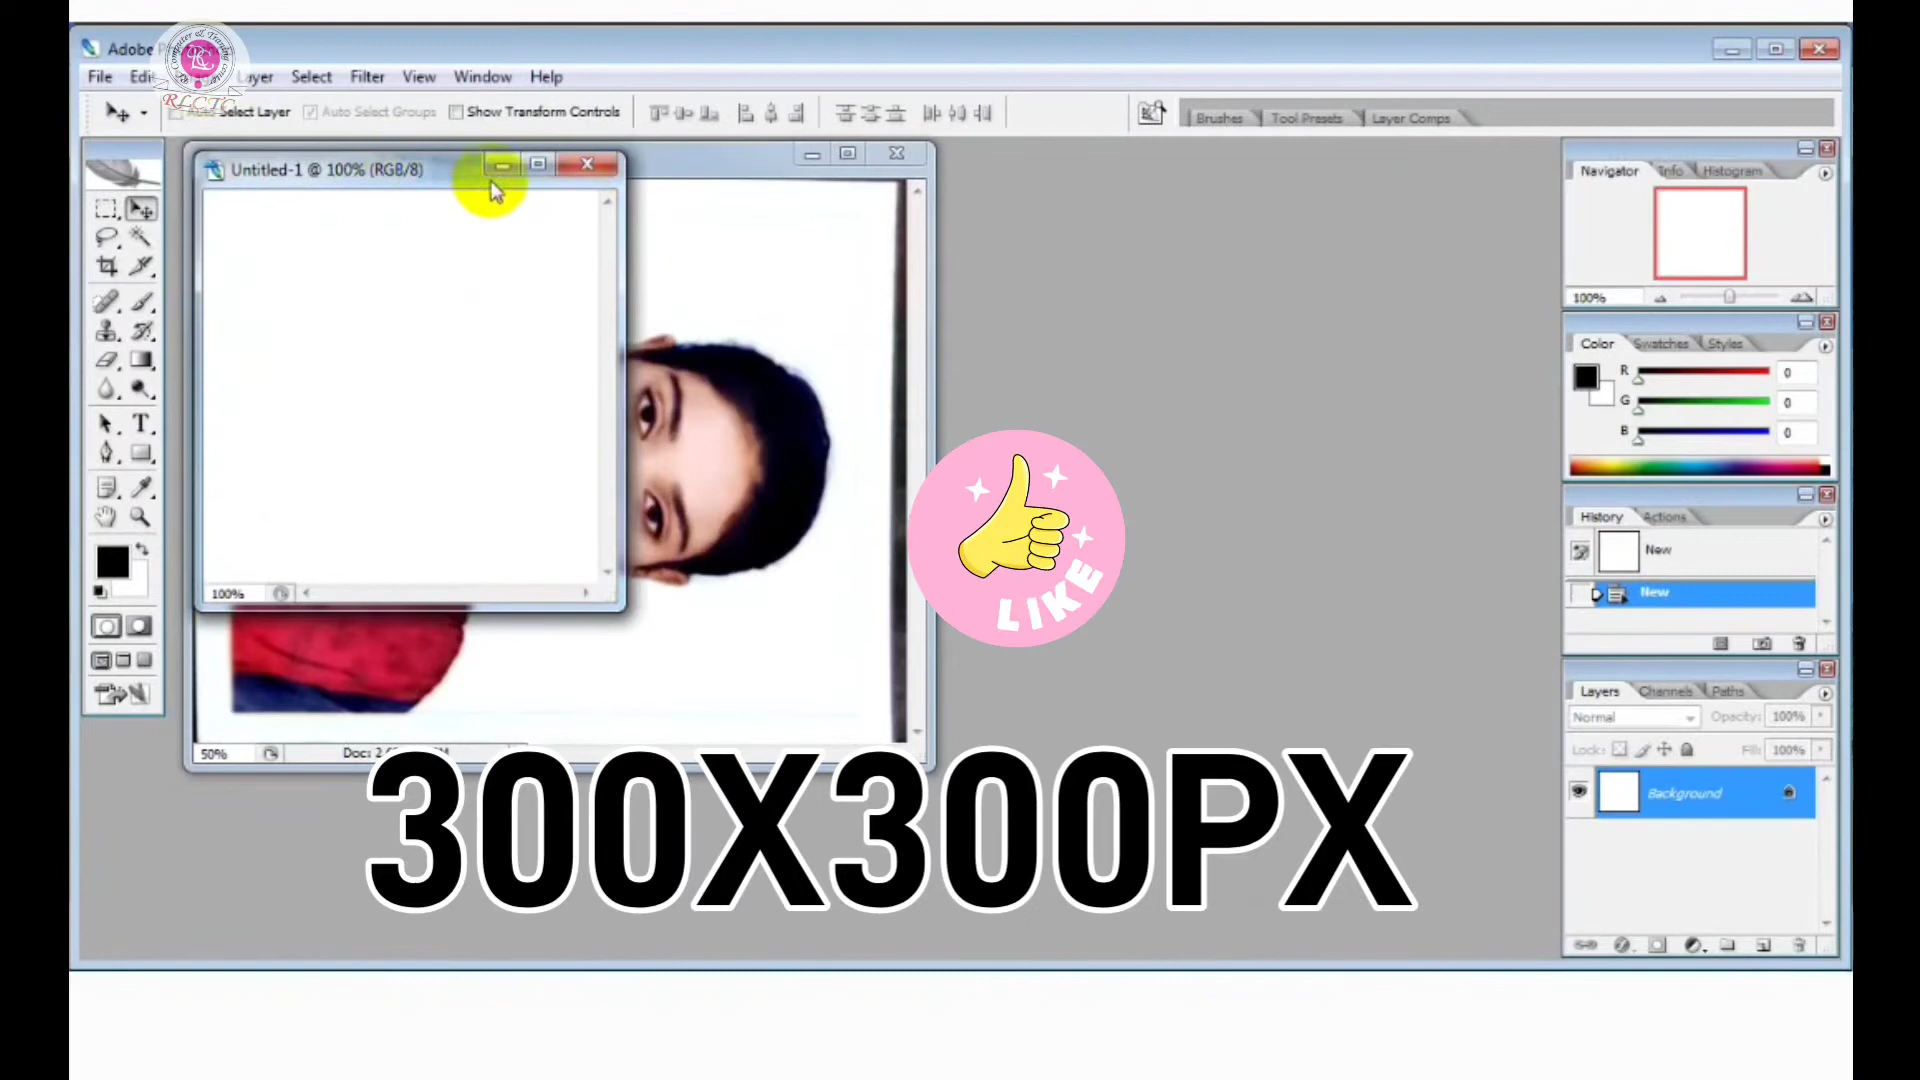 File
Layer Select Filter View Window Help
Select Layer Auto Select Groups Show Transform Controls
Brushes Tool Presets Layer Comps
RLCTC
Untitled-1 @ 100% (RGB/8)
100%
50%
Navigator Info Histogram
100%
Color Swatches Styles
R 0
G 0
B 0
History Actions
New
New
Layers Channels Paths
Normal Opacity: 100%
Lock: Fill: 100%
Background
LIKE
300X300PX